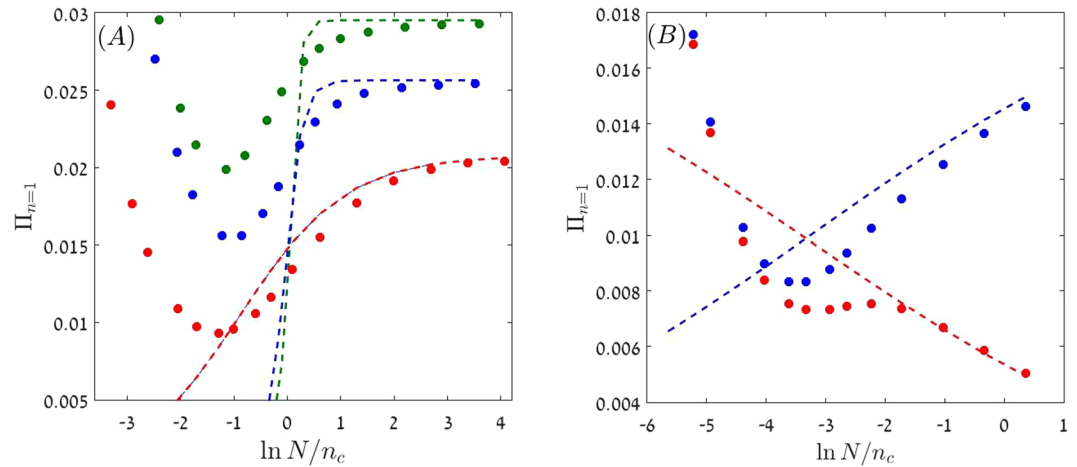 (A)
0.03
0.025
0.02
0.015
0.01
0.005
Π_{n=1}
-3 -2 -1 0 1 2 3 4
ln N/n_c
(B)
0.018
0.016
0.014
0.012
0.01
0.008
0.006
0.004
Π_{n=1}
-6 -5 -4 -3 -2 -1 0 1
ln N/n_c